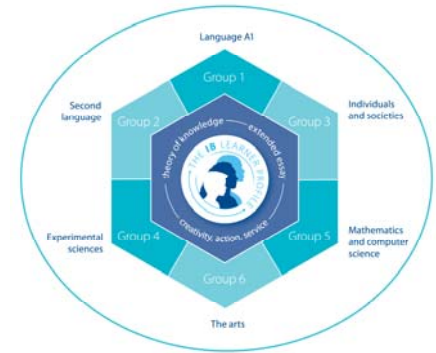 Language A1
Group 1
Second
language
Group 2
Group 3
Individuals
and societies
theory of knowledge
extended essay
THE IB LEARNER PROFILE
creativity, action, service
Experimental
sciences
Group 4
Group 5
Mathematics
and computer
science
Group 6
The arts